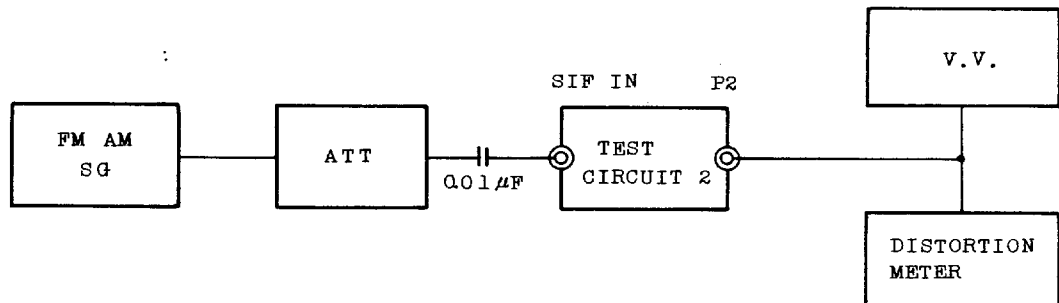 FM AM
SG
ATT
0.01μF
SIF IN
P2
TEST
CIRCUIT 2
V.V.
DISTORTION
METER